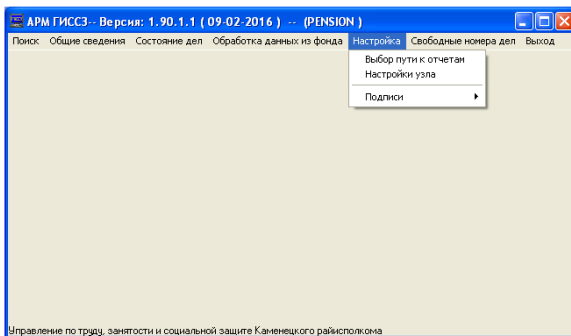 АРМ ГИССЗ-- Версия: 1.90.1.1 ( 09-02-2016 ) -- (PENSION )
Поиск Общие сведения Состояние дел Обработка данных из фонда Настройка Свободные номера дел Выход
Выбор пути к отчетам
Настройки узла
Подписи
Управление по труду, занятости и социальной защите Каменецкого райисполкома